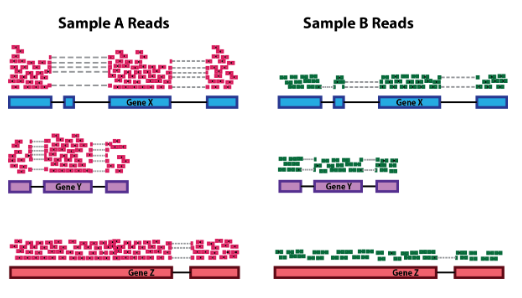 Sample A Reads
Sample B Reads
Gene X
Gene X
Gene Y
Gene Y
Gene Z
Gene Z